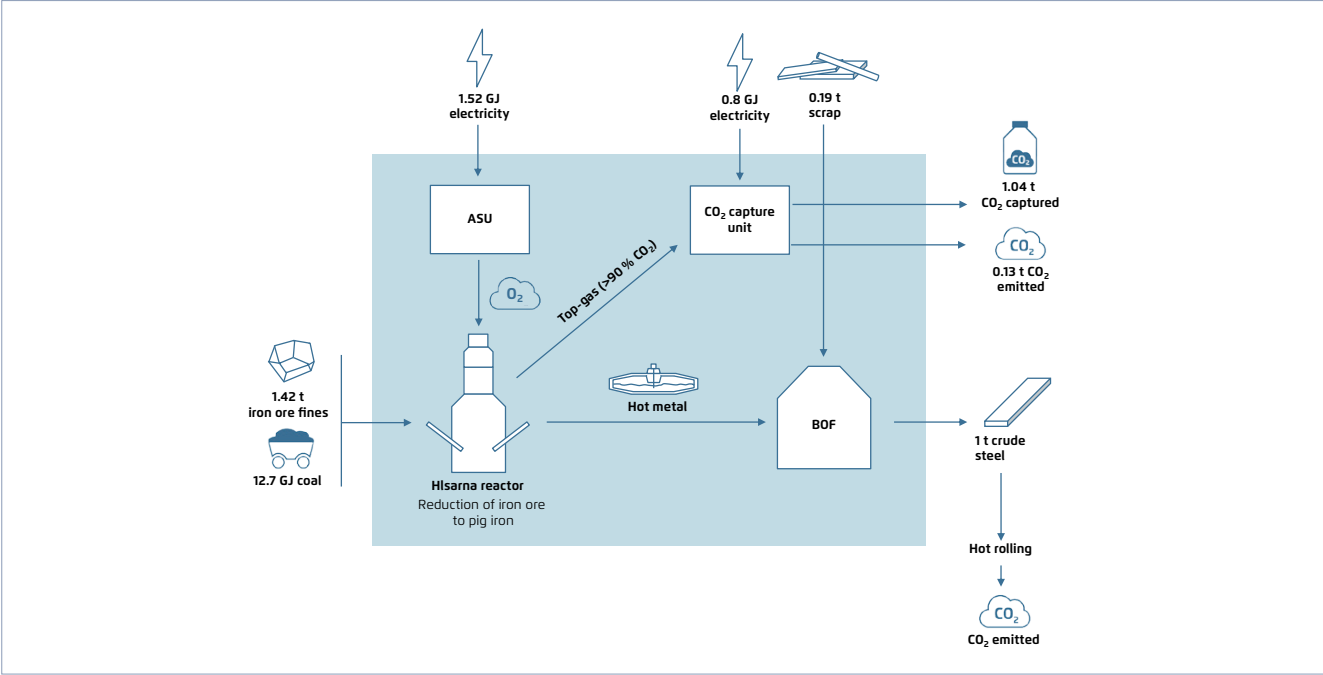 1.52 GJ
electricity
0.8 GJ
electricity
0.19 t
scrap
CO₂
1.04 t
CO₂ captured
ASU
CO₂ capture
unit
CO₂
0.13 t CO₂
emitted
Top-gas (>90 % CO₂)
O₂
1.42 t
iron ore fines
12.7 GJ coal
HIsarna reactor
Reduction of iron ore
to pig iron
Hot metal
BOF
1 t crude
steel
Hot rolling
CO₂
CO₂ emitted